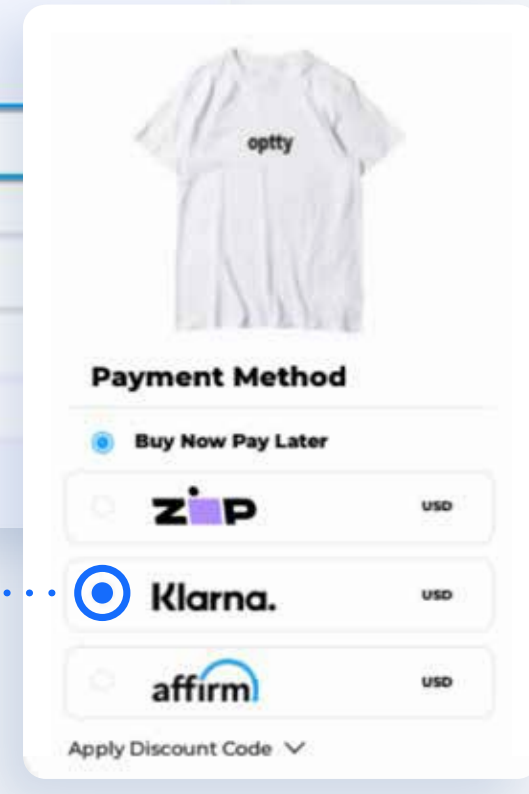 optty
Payment Method
Buy Now Pay Later
zip USD
Klarna. USD
affirm USD
Apply Discount Code